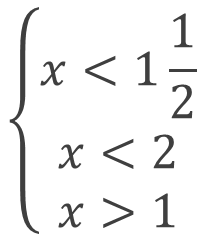 x < 1 1/2
x < 2
x > 1